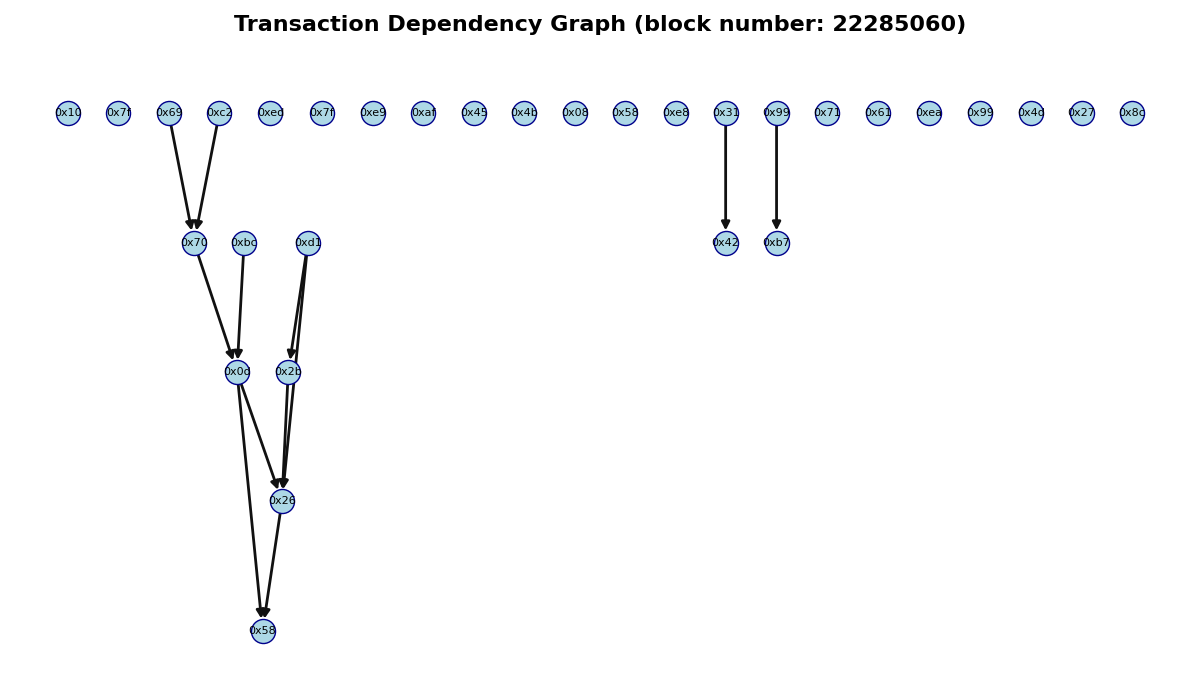 Transaction Dependency Graph (block number: 22285060)
0x10 0x7f 0x69 0xc2 0xed 0x7f 0xe9 0xaf 0x45 0x4b 0x08 0x58 0xe8 0x31 0x99 0x71 0x61 0xea 0x99 0x4d 0x27 0x8c
0x70 0xbc 0xd1 0x42 0xb7
0x0d 0x2b
0x26
0x58